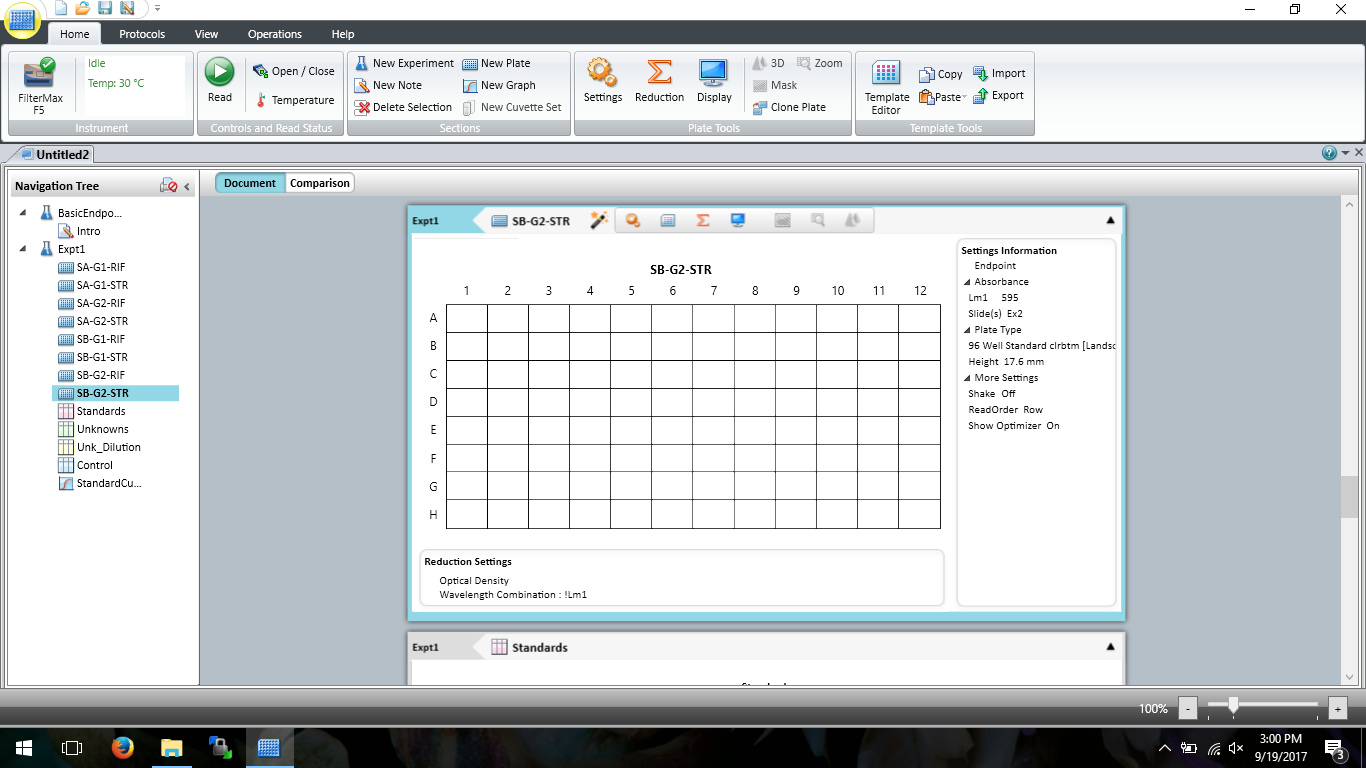 Home Protocols View Operations Help
FilterMax F5
Idle
Temp: 30 °C
Instrument
Read
Open / Close
Temperature
Controls and Read Status
New Experiment
New Note
Delete Selection
New Plate
New Graph
New Cuvette Set
Sections
Settings
Reduction
Display
3D
Zoom
Mask
Clone Plate
Plate Tools
Template Editor
Copy
Paste
Import
Export
Template Tools
Untitled2
Navigation Tree
BasicEndpo...
Intro
Expt1
SA-G1-RIF
SA-G1-STR
SA-G2-RIF
SA-G2-STR
SB-G1-RIF
SB-G1-STR
SB-G2-RIF
SB-G2-STR
Standards
Unknowns
Unk_Dilution
Control
StandardCu...
Document Comparison
Expt1 SB-G2-STR
SB-G2-STR
1 2 3 4 5 6 7 8 9 10 11 12
A
B
C
D
E
F
G
H
Reduction Settings
Optical Density
Wavelength Combination : !Lm1
Settings Information
Endpoint
Absorbance
Lm1 595
Slide(s) Ex2
Plate Type
96 Well Standard clrbtm [Landsc
Height 17.6 mm
More Settings
Shake Off
ReadOrder Row
Show Optimizer On
Expt1 Standards
100% - +
3:00 PM
9/19/2017
3